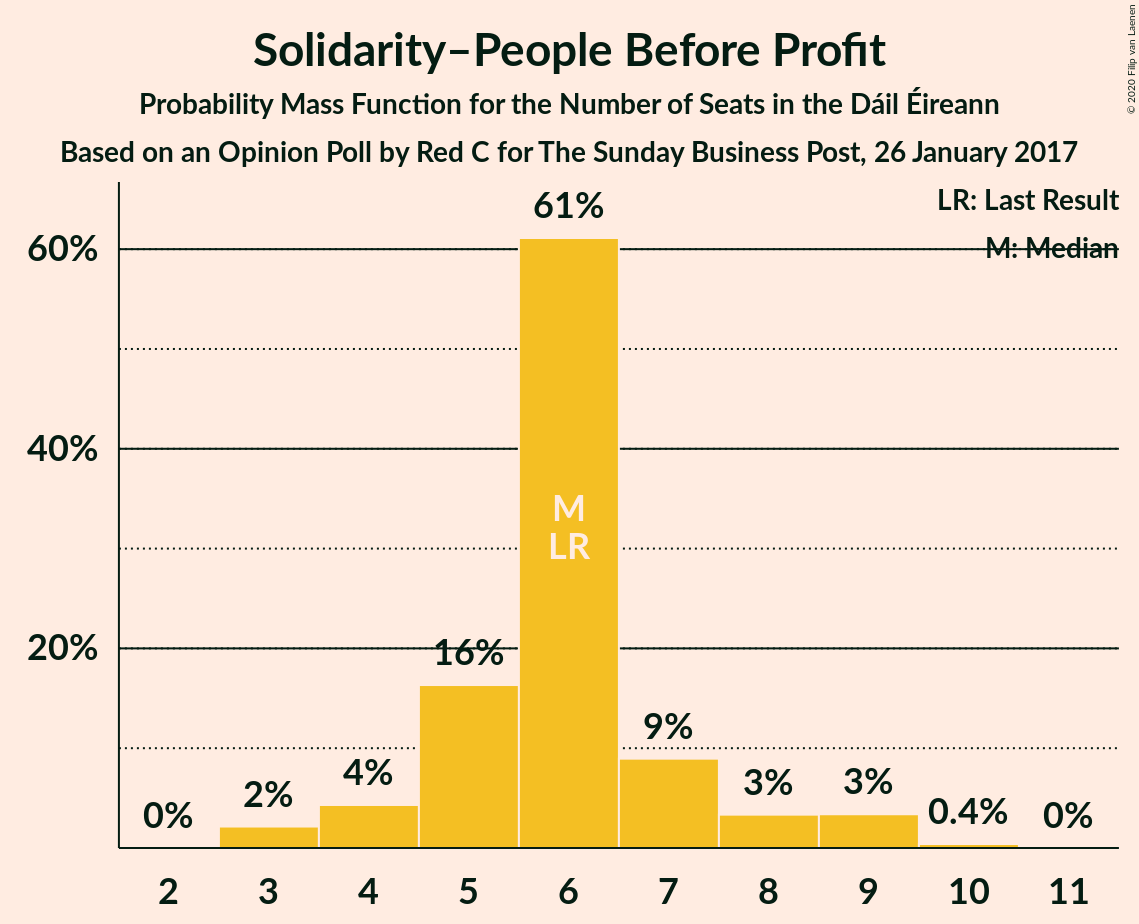 Solidarity–People Before Profit
Probability Mass Function for the Number of Seats in the Dáil Éireann
Based on an Opinion Poll by Red C for The Sunday Business Post, 26 January 2017
© 2020 Filip van Laenen
LR: Last Result
M: Median
60%
40%
20%
0%
2%
4%
16%
61%
9%
3%
3%
0.4%
0%
M
LR
2 3 4 5 6 7 8 9 10 11